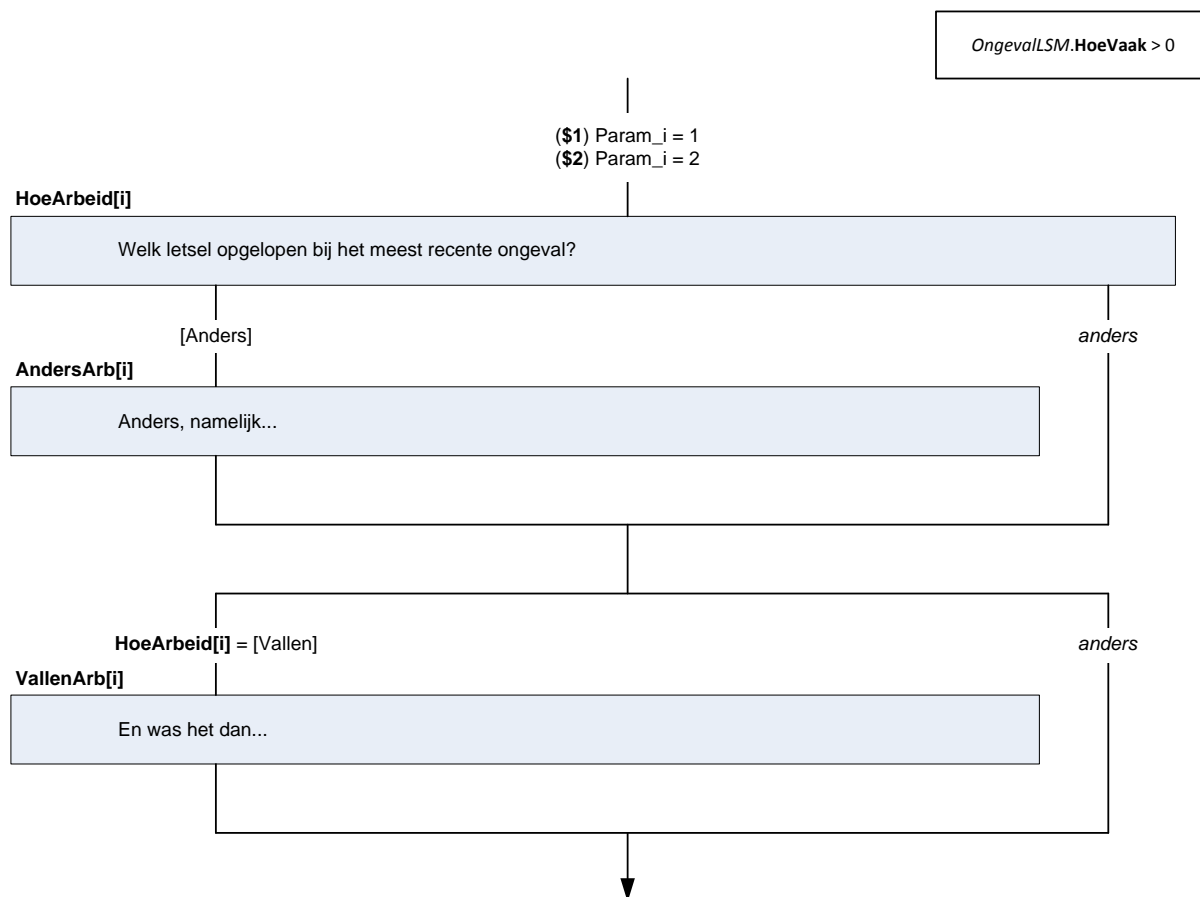 OngevalLSM.HoeVaak > 0
($1) Param_i = 1
($2) Param_i = 2
HoeArbeid[i]
Welk letsel opgelopen bij het meest recente ongeval?
[Anders]
anders
AndersArb[i]
Anders, namelijk...
HoeArbeid[i] = [Vallen]
anders
VallenArb[i]
En was het dan...